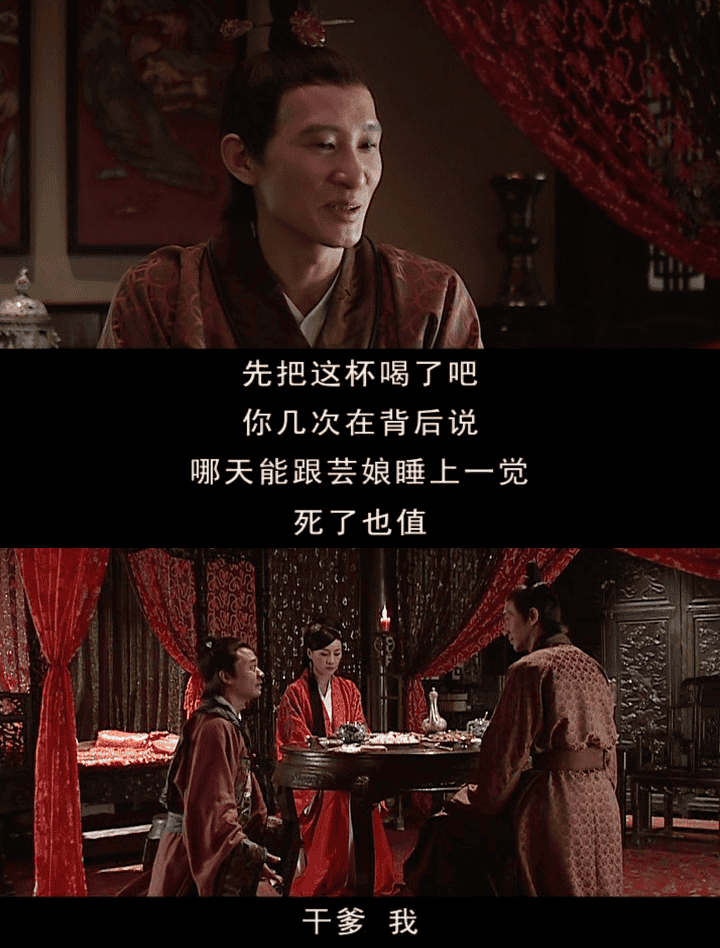 先把这杯喝了吧
你几次在背后说
哪天能跟芸娘睡上一觉
死了也值
干爹 我